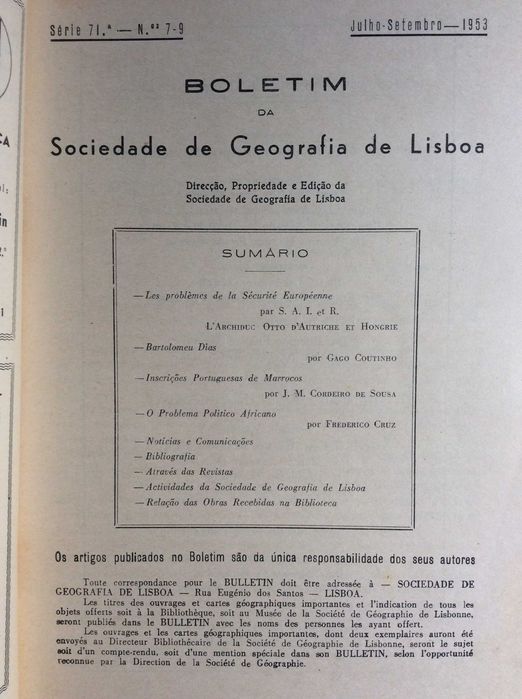 Série 71.ª — N.ºˢ 7-9
Julho-Setembro — 1953
BOLETIM
DA
Sociedade de Geografia de Lisboa
Direcção, Propriedade e Edição da
Sociedade de Geografia de Lisboa
SUMÁRIO
— Les problèmes de la Sécurité Européenne
par S. A. I. et R.
L'Archiduc Otto d'Autriche et Hongrie
— Bartolomeu Dias
por Gago Coutinho
— Inscrições Portuguesas de Marrocos
por J. M. Cordeiro de Sousa
— O Problema Político Africano
por Frederico Cruz
— Notícias e Comunicações
— Bibliografia
— Através das Revistas
— Actividades da Sociedade de Geografia de Lisboa
— Relação das Obras Recebidas na Biblioteca
Os artigos publicados no Boletim são da única responsabilidade dos seus autores
Toute correspondance pour le BULLETIN doit être adressée à — SOCIEDADE DE
GEOGRAFIA DE LISBOA — Rua Eugénio dos Santos — LISBOA.
Les titres des ouvrages et cartes géographiques importantes et l'indication de tous les
objets offerts soit à la Bibliothèque, soit au Musée de la Société de Géographie de Lisbonne,
seront publiés dans le BULLETIN avec les noms des personnes les ayant offert.
Les ouvrages et les cartes géographiques importantes, dont deux exemplaires auront été
envoyés au Directeur Bibliothécaire de la Société de Géographie de Lisbonne, seront le sujet
soit d'un compte-rendu, soit d'une mention spéciale dans son BULLETIN, selon l'opportunité
reconnue par la Direction de la Société de Géographie.